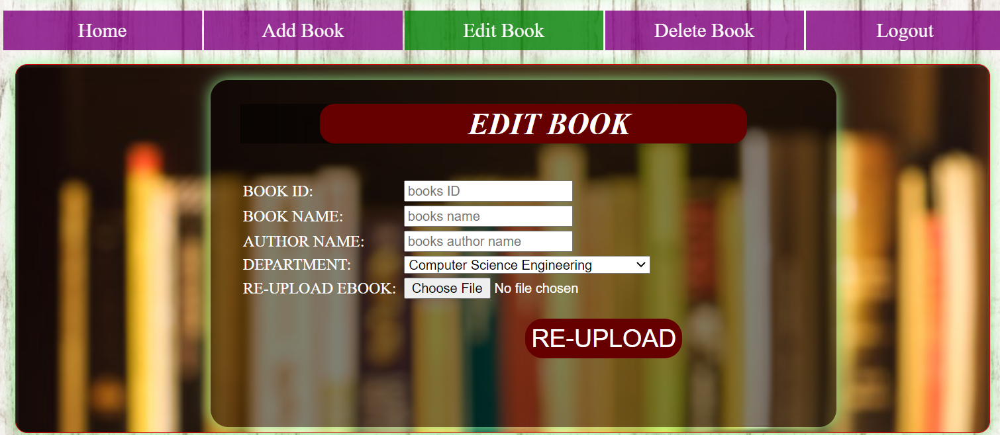 Home Add Book Edit Book Delete Book Logout
EDIT BOOK
BOOK ID: books ID
BOOK NAME: books name
AUTHOR NAME: books author name
DEPARTMENT: Computer Science Engineering
RE-UPLOAD EBOOK: Choose File No file chosen
RE-UPLOAD